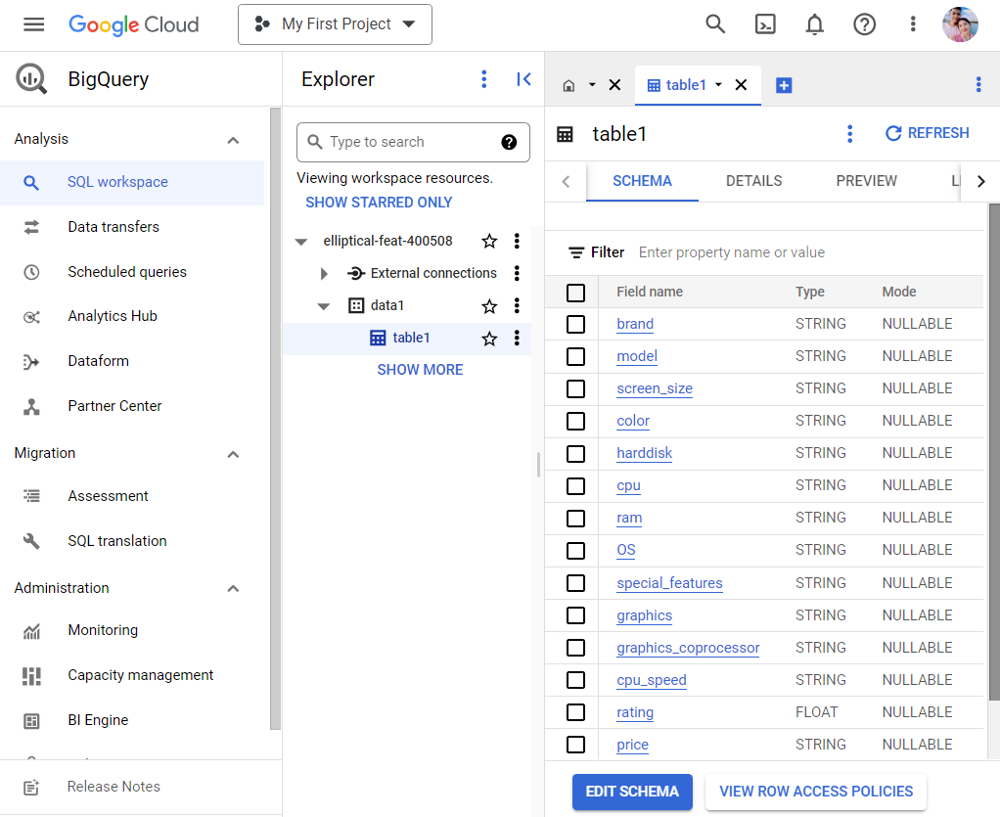 Google Cloud
My First Project
BigQuery
Analysis
SQL workspace
Data transfers
Scheduled queries
Analytics Hub
Dataform
Partner Center
Migration
Assessment
SQL translation
Administration
Monitoring
Capacity management
BI Engine
Release Notes
Explorer
Type to search
Viewing workspace resources.
SHOW STARRED ONLY
elliptical-feat-400508
External connections
data1
table1
SHOW MORE
table1
table1
REFRESH
SCHEMA DETAILS PREVIEW
Filter Enter property name or value
Field name Type Mode
brand STRING NULLABLE
model STRING NULLABLE
screen_size STRING NULLABLE
color STRING NULLABLE
harddisk STRING NULLABLE
cpu STRING NULLABLE
ram STRING NULLABLE
OS STRING NULLABLE
special_features STRING NULLABLE
graphics STRING NULLABLE
graphics_coprocessor STRING NULLABLE
cpu_speed STRING NULLABLE
rating FLOAT NULLABLE
price STRING NULLABLE
EDIT SCHEMA VIEW ROW ACCESS POLICIES